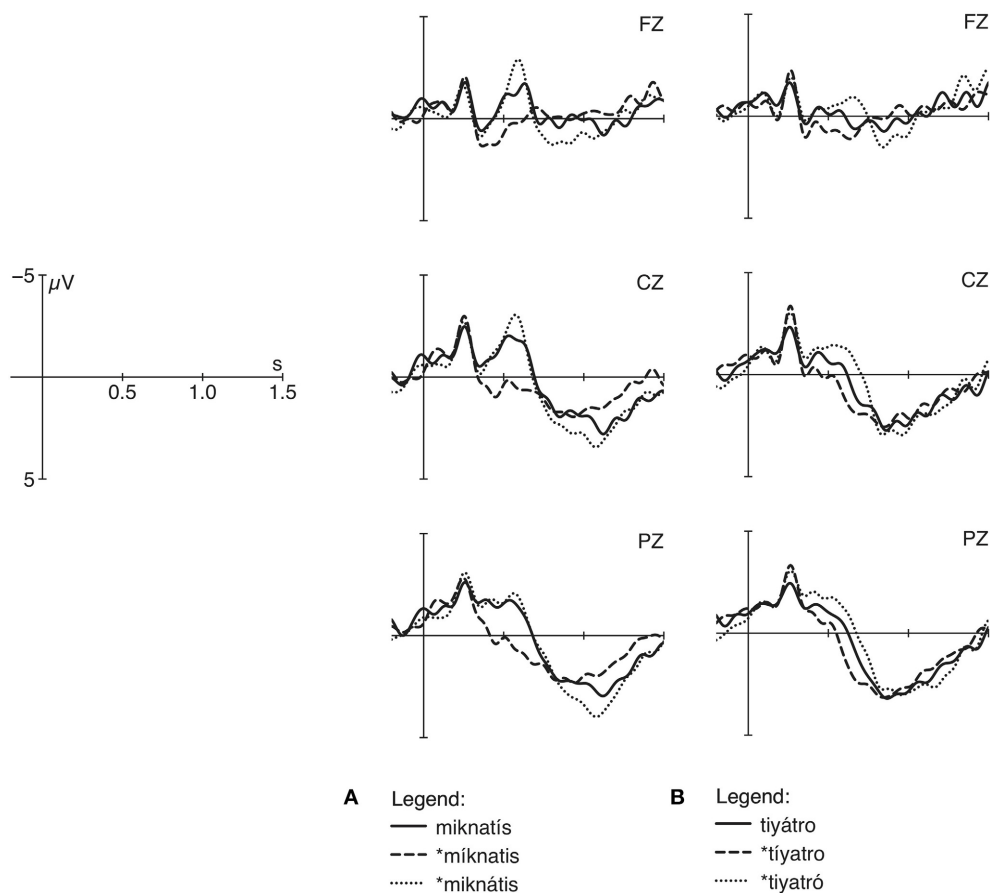 FZ
FZ
−5
µV
CZ
CZ
s
0.5 1.0 1.5
5
PZ
PZ
A Legend:
miknatís
*míknatis
*miknátis
B Legend:
tiyátro
*tíyatro
*tiyatró